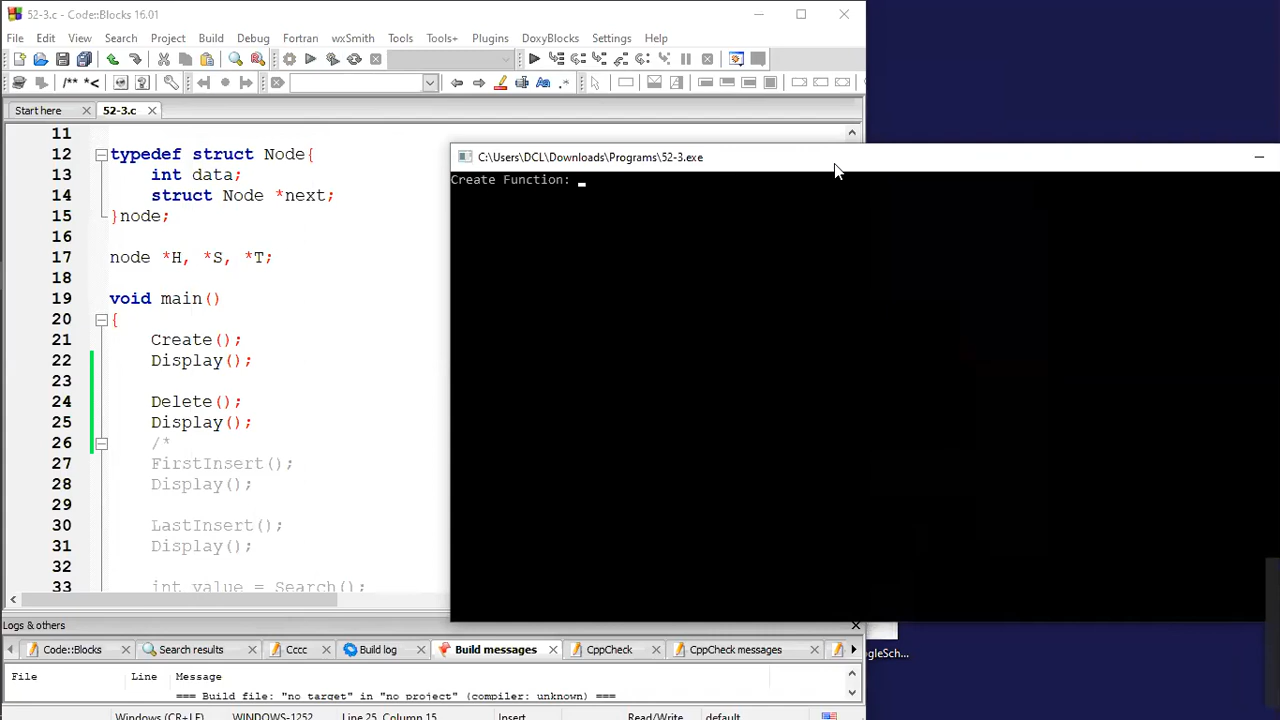 52-3.c - Code::Blocks 16.01
File Edit View Search Project Build Debug Fortran wxSmith Tools Tools+ Plugins DoxyBlocks Settings Help
/** *<
Start here
52-3.c
11
12 typedef struct Node{
13 int data;
14 struct Node *next;
15 }node;
16
17 node *H, *S, *T;
18
19 void main()
20 {
21 Create();
22 Display();
23
24 Delete();
25 Display();
26 /*
27 FirstInsert();
28 Display();
29
30 LastInsert();
31 Display();
32
33 int value = Search();
C:\Users\DCL\Downloads\Programs\52-3.exe
Create Function:
Logs & others
Code::Blocks Search results Cccc Build log Build messages CppCheck CppCheck messages
File Line Message
=== Build file: "no target" in "no project" (compiler: unknown) ===
Windows (CR+LF) WINDOWS-1252 Line 25, Column 15 Insert Read/Write default
gleSch...